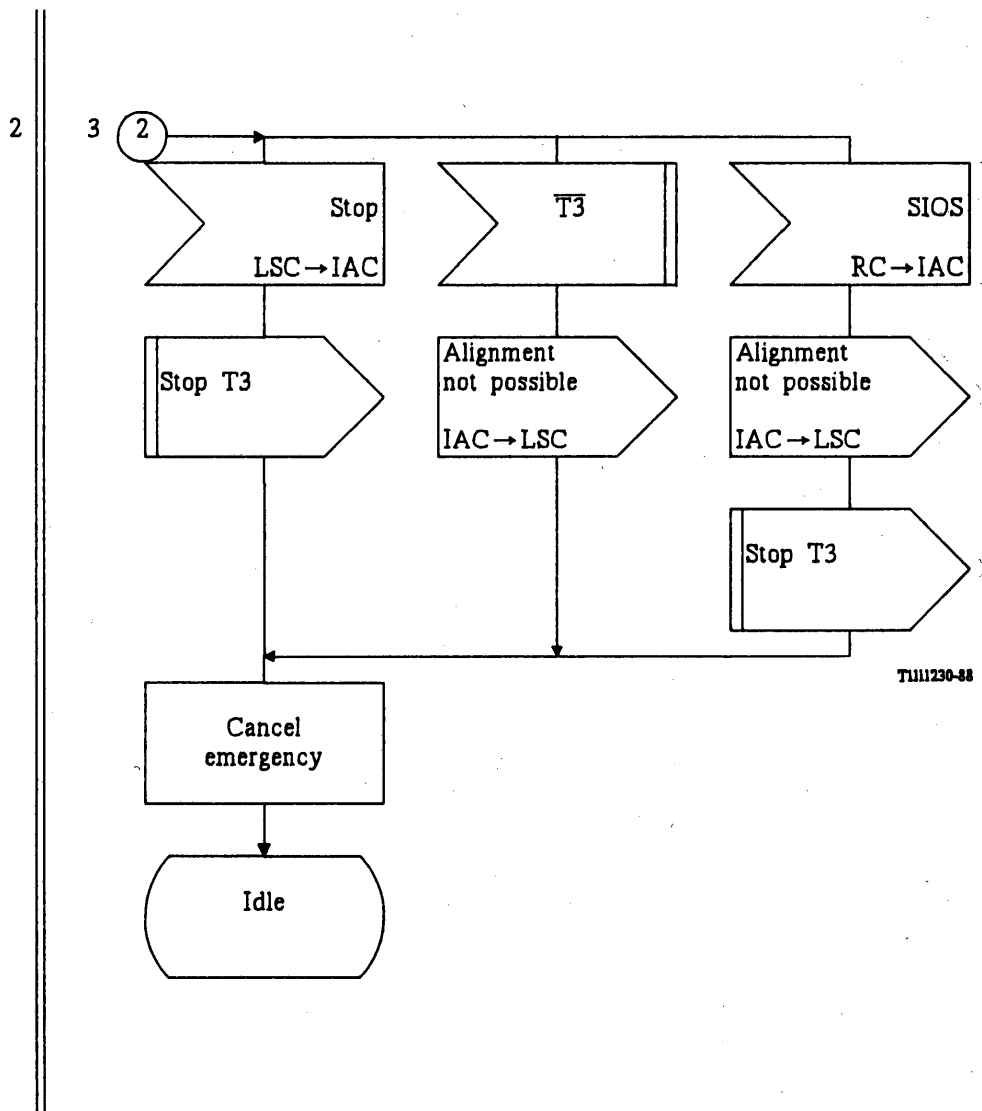 2 3 2
Stop
LSC→IAC
T3
SIOS
RC→IAC
Stop T3
Alignment
not possible
IAC→LSC
Alignment
not possible
IAC→LSC
Stop T3
T1111230-88
Cancel
emergency
Idle